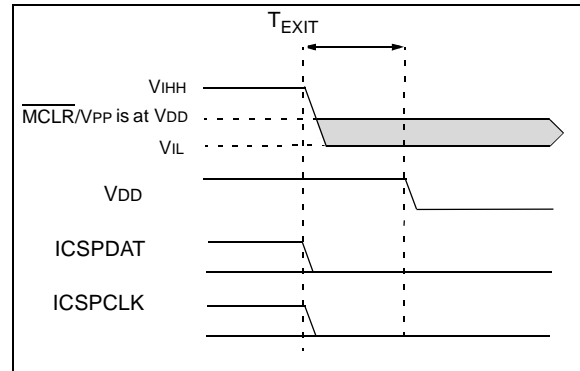 TEXIT
VIHH
MCLR/VPP is at VDD
VIL
VDD
ICSPDAT
ICSPCLK